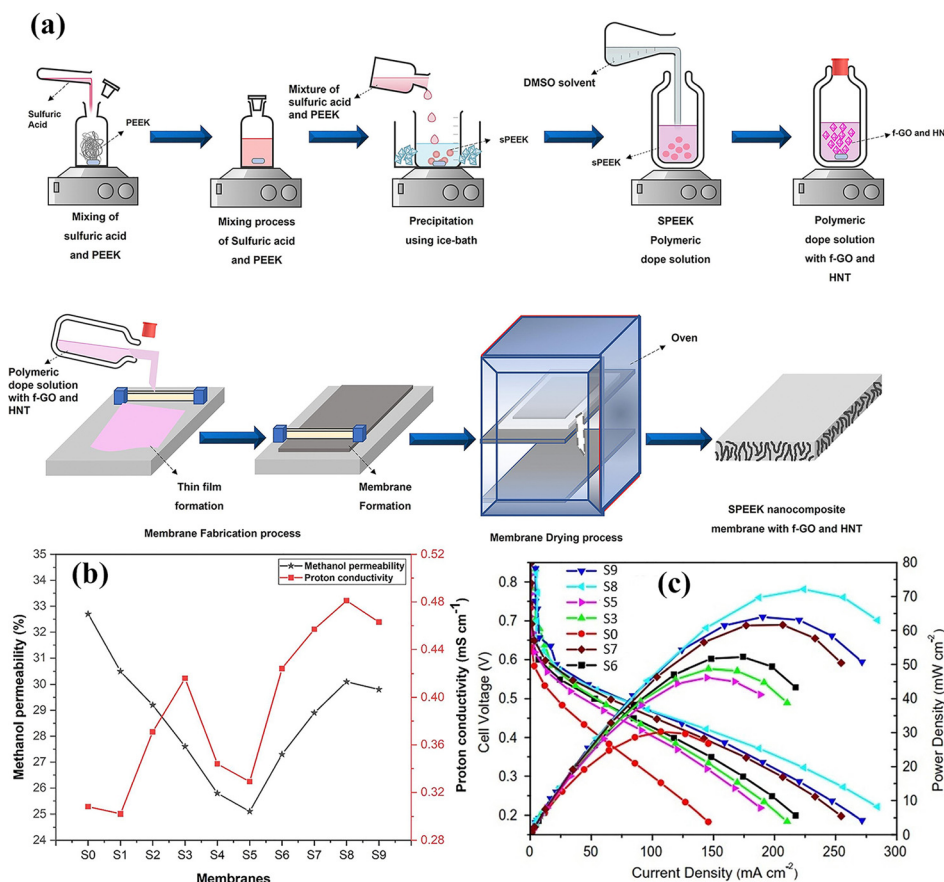 (a)
Sulfuric
Acid
PEEK
Mixing of
sulfuric acid
and PEEK
Mixing process
of Sulfuric acid
and PEEK
Mixture of
sulfuric acid
and PEEK
sPEEK
Precipitation
using ice-bath
DMSO solvent
sPEEK
SPEEK
Polymeric
dope solution
f-GO and HN
Polymeric
dope solution
with f-GO and
HNT
Polymeric
dope solution
with f-GO and
HNT
Thin film
formation
Membrane
Formation
Membrane Fabrication process
Oven
Membrane Drying process
SPEEK nanocomposite
membrane with f-GO and HNT
(b)
Methanol permeability
Proton conductivity
Methanol permeability (%)
35
34
33
32
31
30
29
28
27
26
25
24
Proton conductivity (mS cm⁻¹)
0.52
0.48
0.44
0.40
0.36
0.32
0.28
S0 S1 S2 S3 S4 S5 S6 S7 S8 S9
Membranes
(c)
S9
S8
S5
S3
S0
S7
S6
Cell Voltage (V)
0.8
0.7
0.6
0.5
0.4
0.3
0.2
Power Density (mW cm⁻²)
80
70
60
50
40
30
20
10
0
0 50 100 150 200 250 300
Current Density (mA cm⁻²)